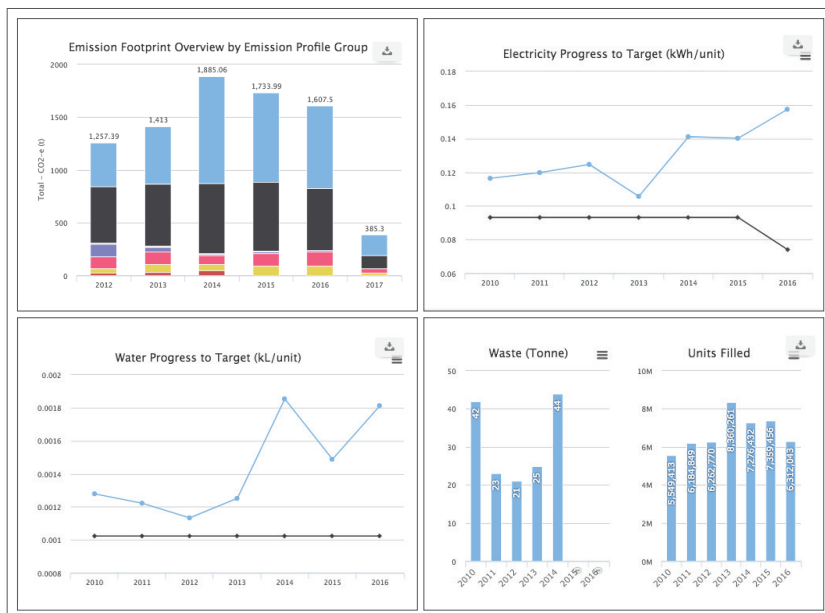 Emission Footprint Overview by Emission Profile Group
2000
1500
1000
500
0
Total - CO2-e (t)
1,257.39
1,413
1,885.06
1,733.99
1,607.5
385.3
2012 2013 2014 2015 2016 2017
Electricity Progress to Target (kWh/unit)
0.18
0.16
0.14
0.12
0.1
0.08
0.06
2010 2011 2012 2013 2014 2015 2016
Water Progress to Target (kL/unit)
0.002
0.0018
0.0016
0.0014
0.0012
0.001
0.0008
2010 2011 2012 2013 2014 2015 2016
Waste (Tonne)
50
40
30
20
10
0
42
23
21
25
44
2010 2011 2012 2013 2014 2015 2016
Units Filled
10M
8M
6M
4M
2M
0M
5,549,413
6,184,849
6,262,770
8,360,261
7,276,432
7,359,456
6,312,043
2010 2011 2012 2013 2014 2015 2016